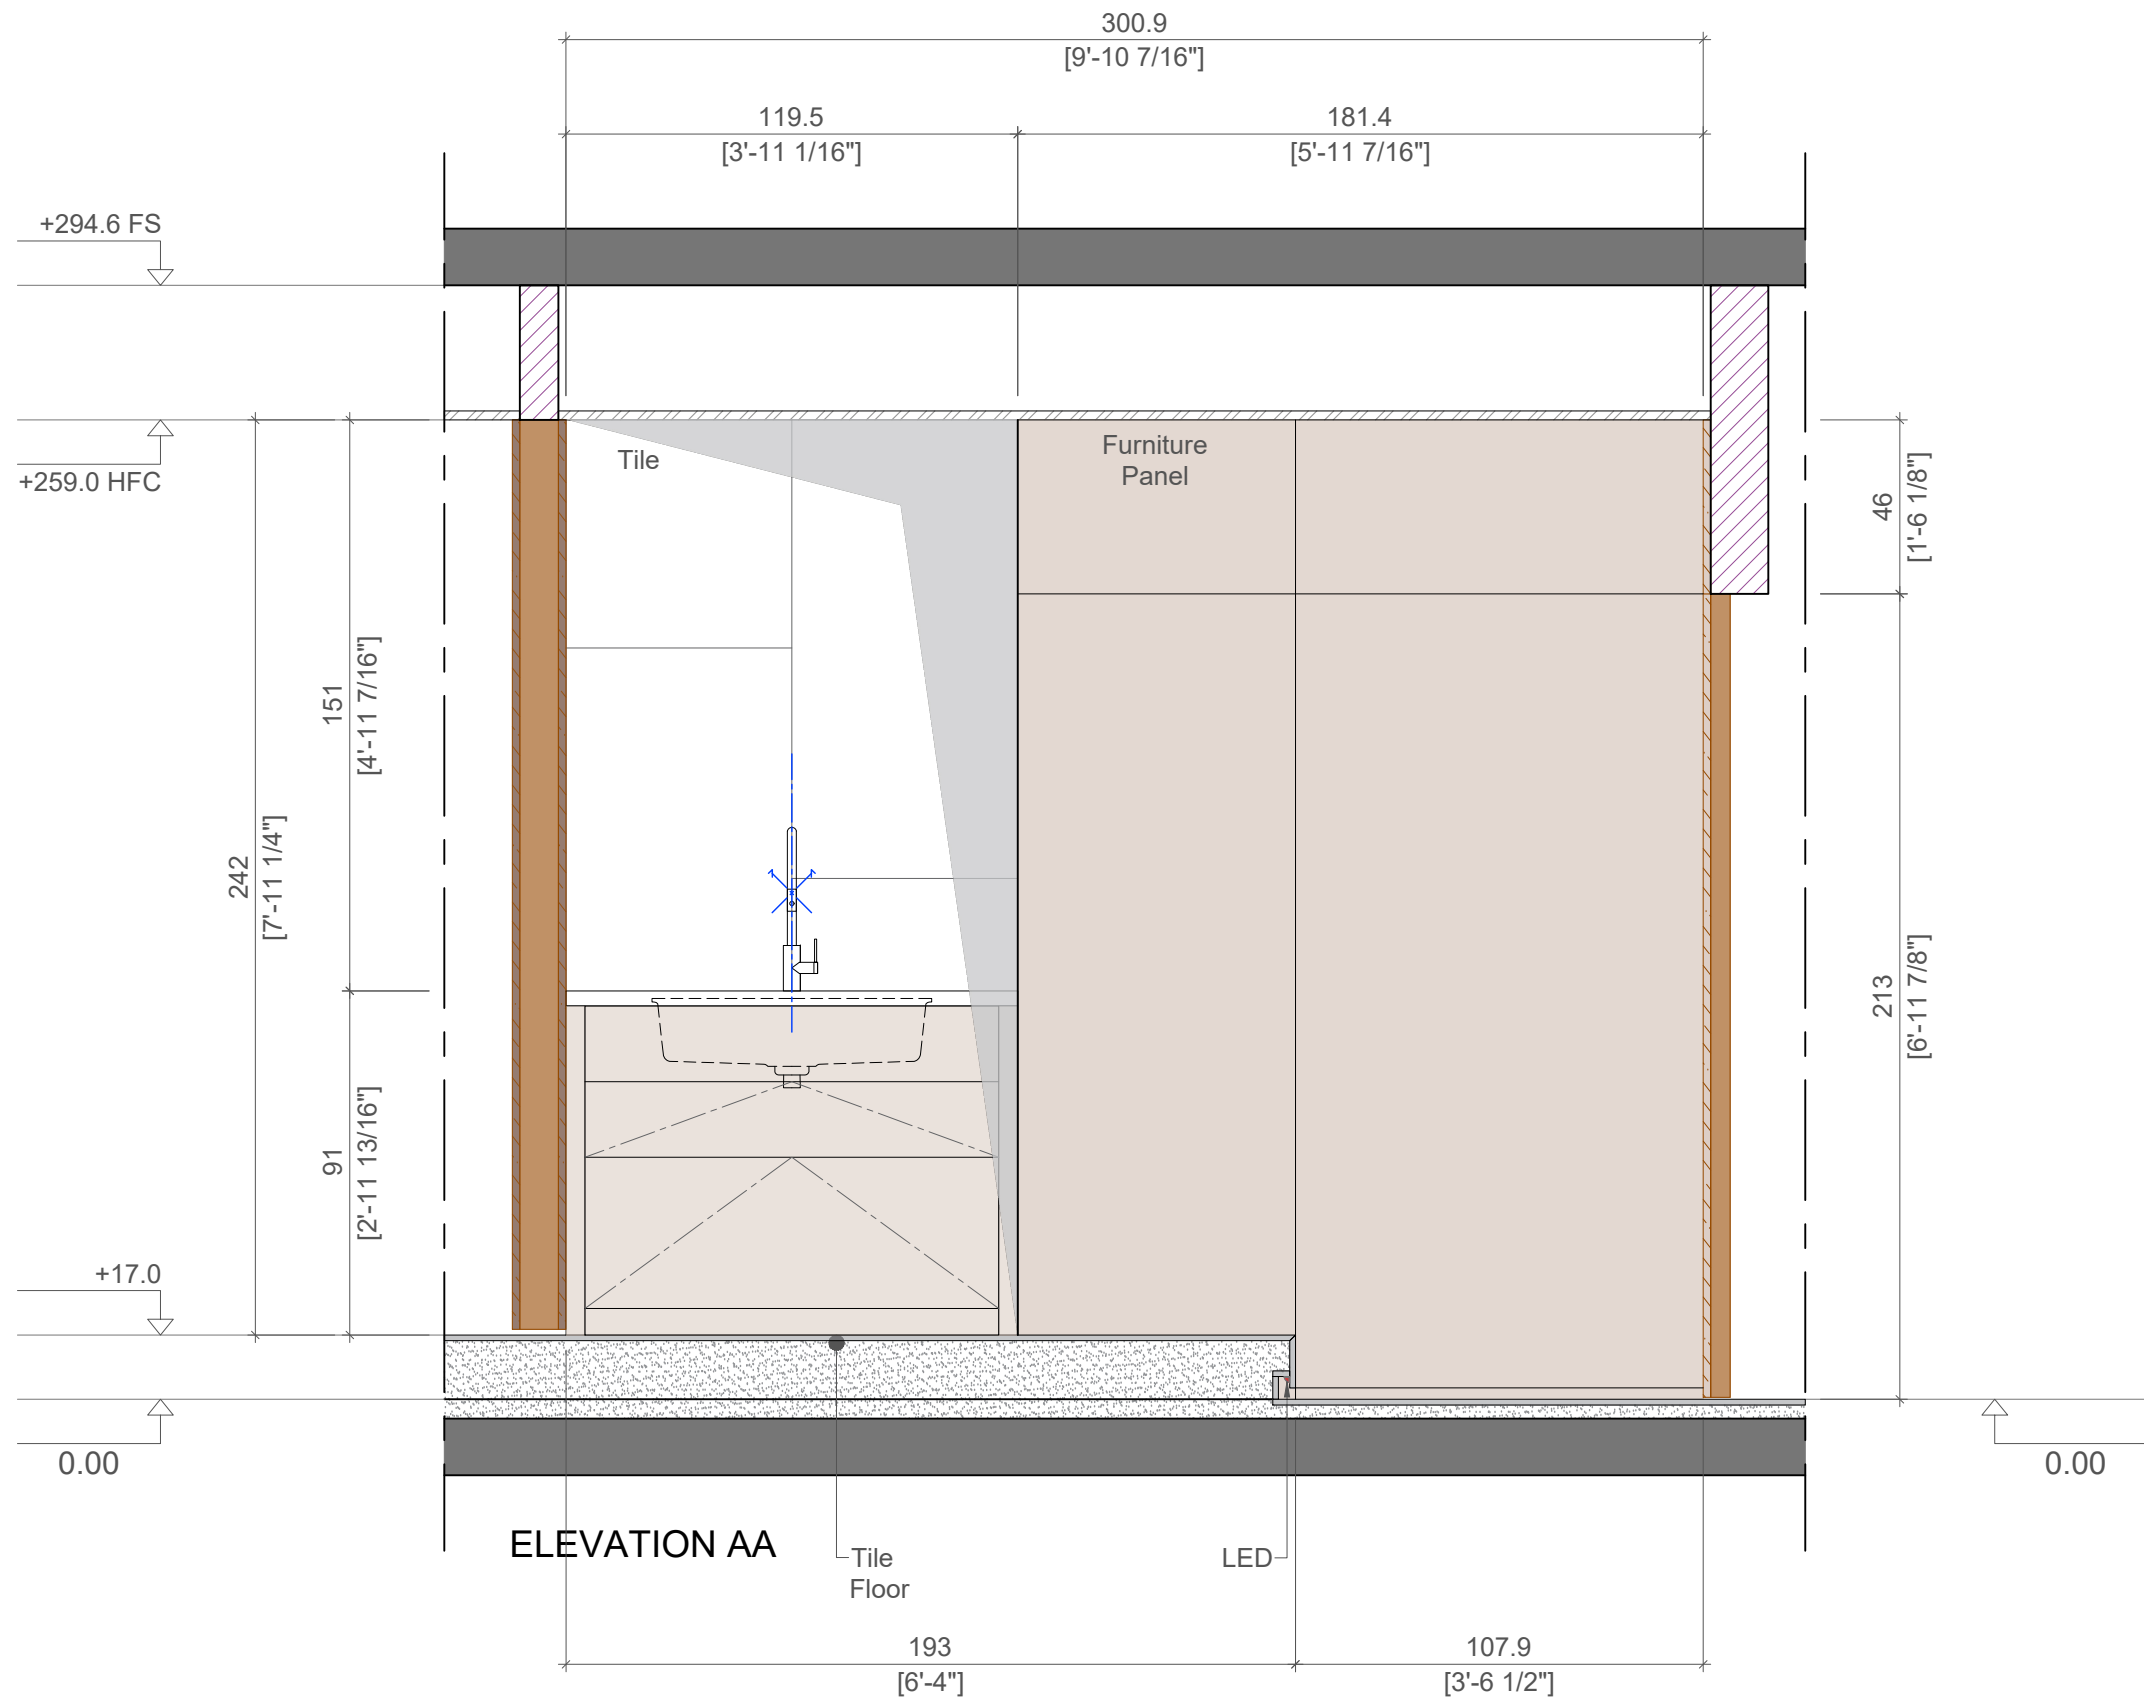 300.9
[9'-10 7/16"]
119.5
[3'-11 1/16"]
181.4
[5'-11 7/16"]
+294.6 FS
+259.0 HFC
Tile
Furniture
Panel
46
[1'-6 1/8"]
151
[4'-11 7/16"]
242
[7'-11 1/4"]
213
[6'-11 7/8"]
91
[2'-11 13/16"]
+17.0
0.00
0.00
ELEVATION AA
Tile
Floor
LED
193
[6'-4"]
107.9
[3'-6 1/2"]